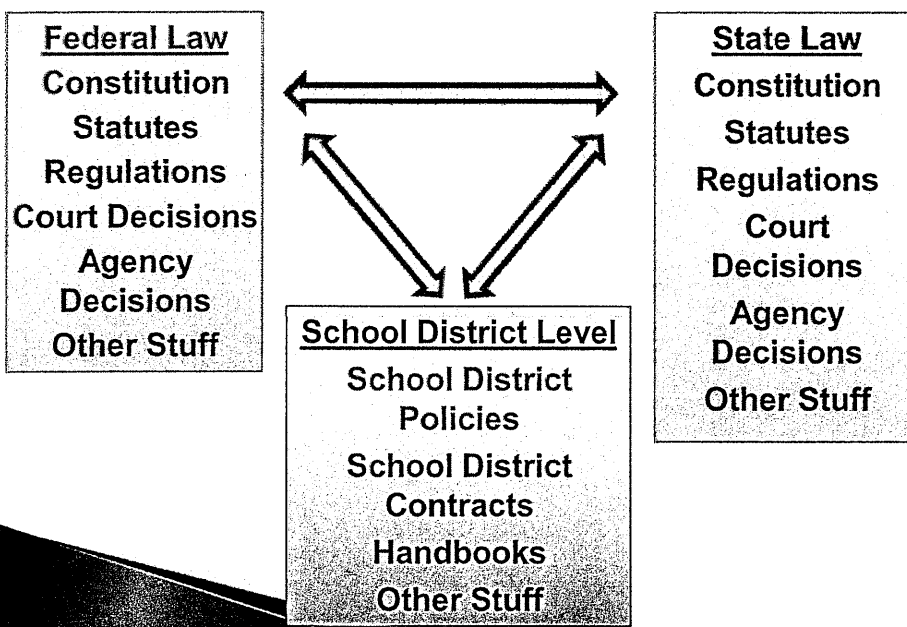 Federal Law
Constitution
Statutes
Regulations
Court Decisions
Agency
Decisions
Other Stuff
State Law
Constitution
Statutes
Regulations
Court
Decisions
Agency
Decisions
Other Stuff
School District Level
School District
Policies
School District
Contracts
Handbooks
Other Stuff